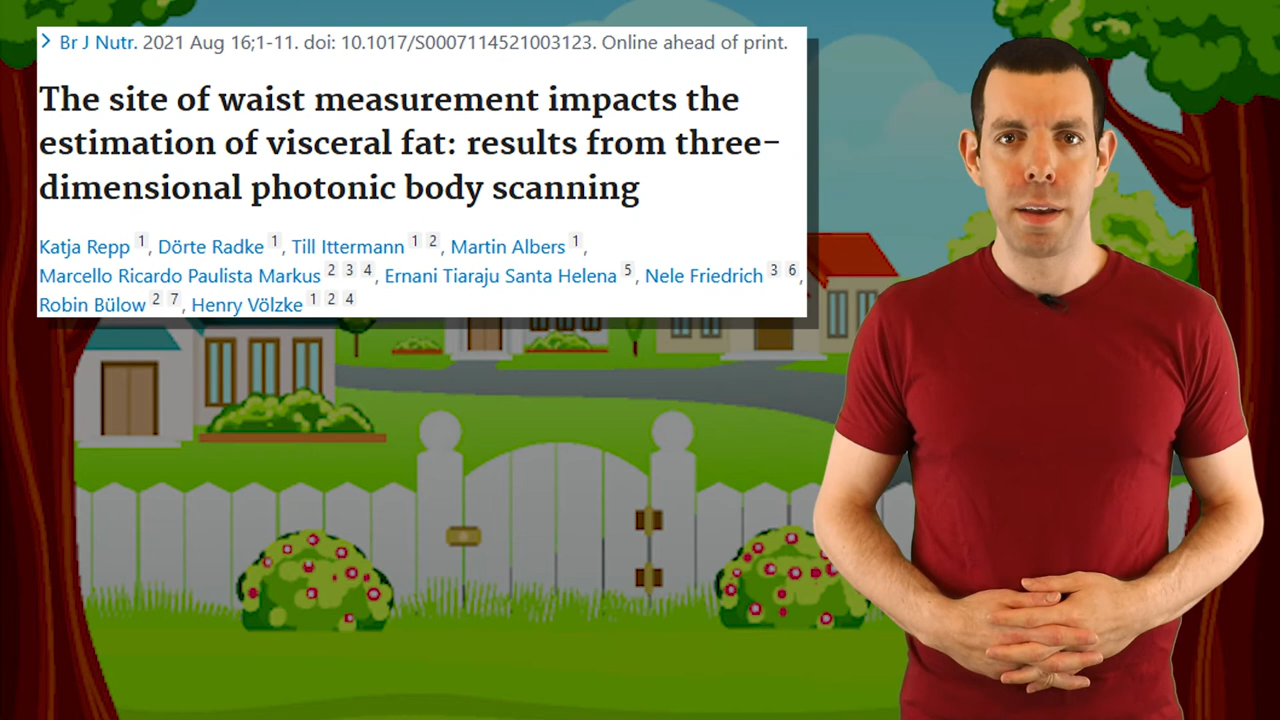 > Br J Nutr. 2021 Aug 16;1-11. doi: 10.1017/S0007114521003123. Online ahead of print.
The site of waist measurement impacts the
estimation of visceral fat: results from three-
dimensional photonic body scanning
Katja Repp 1, Dörte Radke 1, Till Ittermann 1 2, Martin Albers 1,
Marcello Ricardo Paulista Markus 2 3 4, Ernani Tiaraju Santa Helena 5, Nele Friedrich 3 6,
Robin Bülow 2 7, Henry Völzke 1 2 4